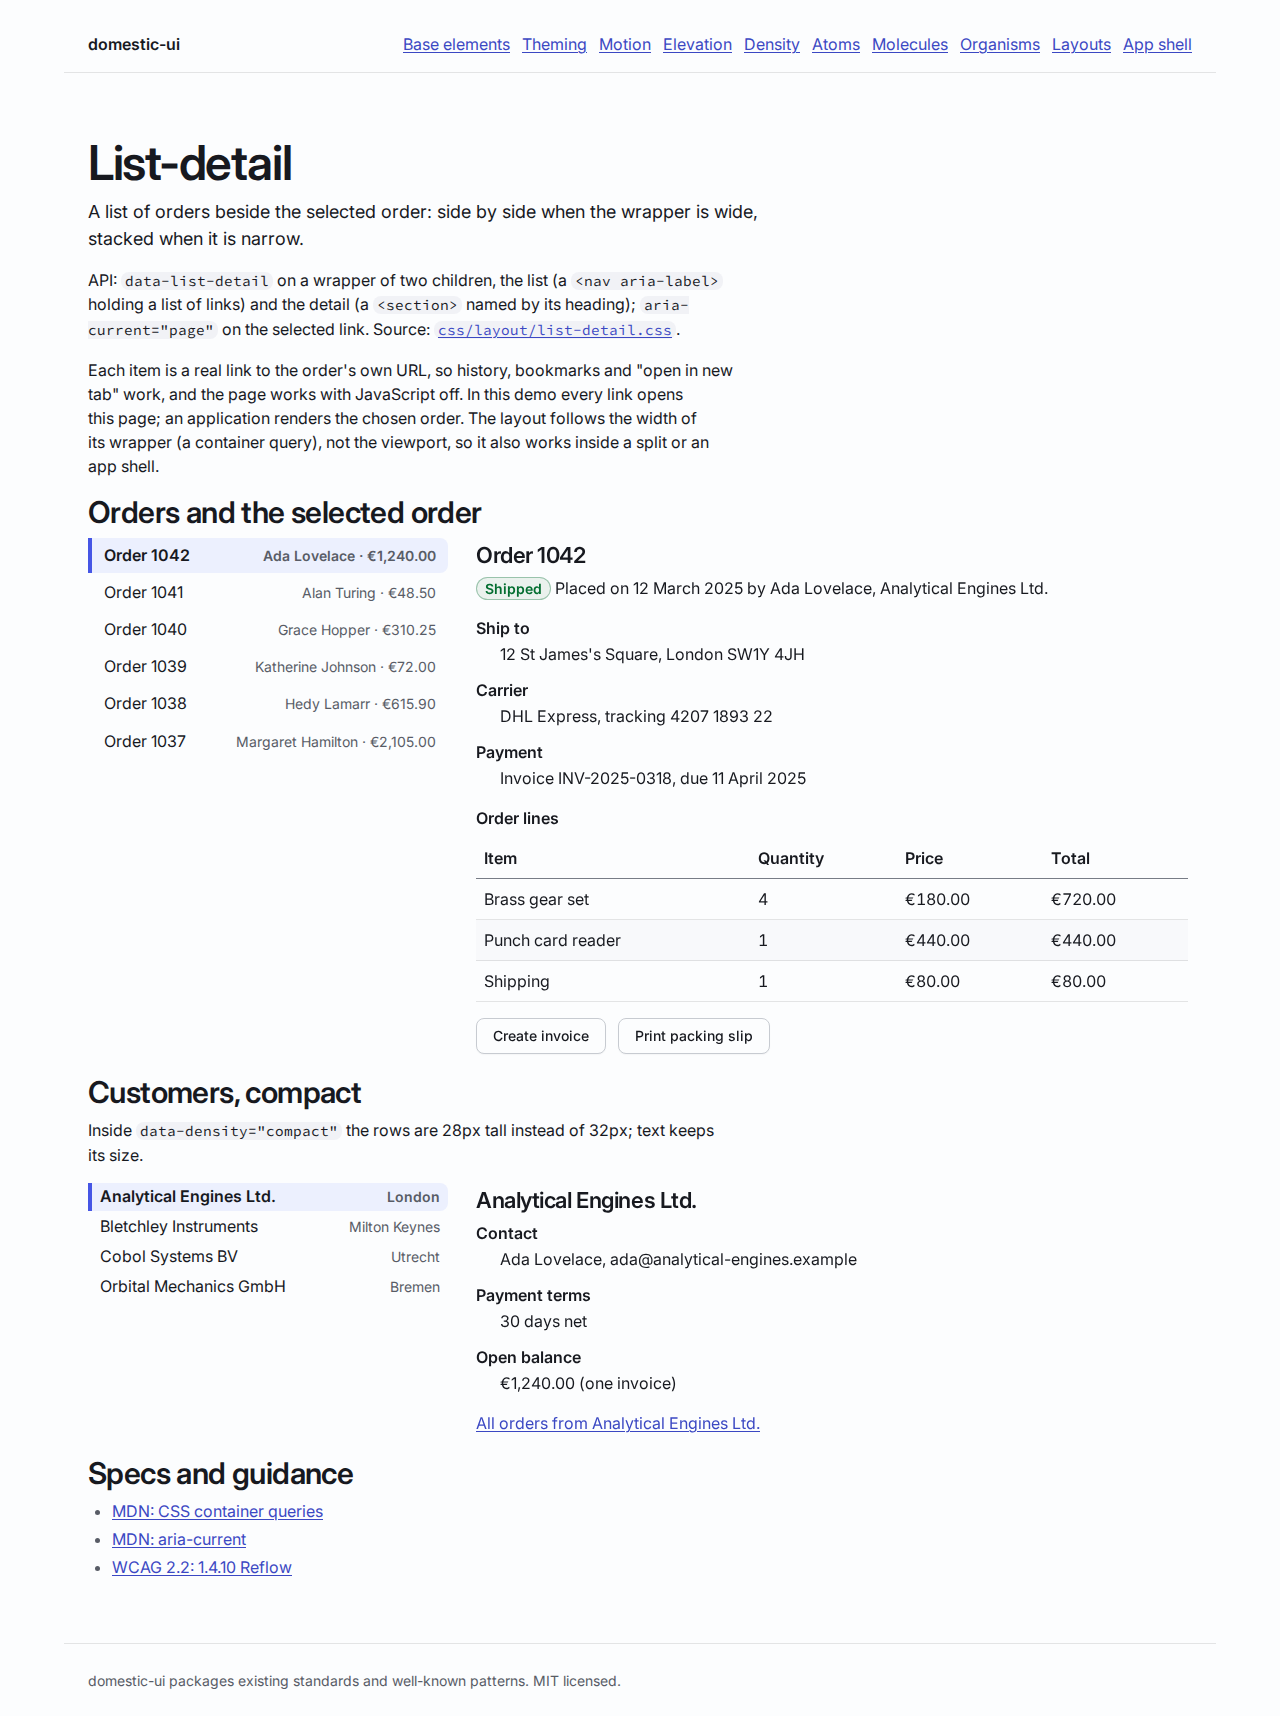 domestic-ui Base elements Theming Motion Elevation Density Atoms Molecules Organisms Layouts App shell
List-detail
A list of orders beside the selected order: side by side when the wrapper is wide,
stacked when it is narrow.
API: data-list-detail on a wrapper of two children, the list (a <nav aria-label>
holding a list of links) and the detail (a <section> named by its heading); aria-
current="page" on the selected link. Source: css/layout/list-detail.css.
Each item is a real link to the order's own URL, so history, bookmarks and "open in new
tab" work, and the page works with JavaScript off. In this demo every link opens
this page; an application renders the chosen order. The layout follows the width of
its wrapper (a container query), not the viewport, so it also works inside a split or an
app shell.
Orders and the selected order
Order 1042 Ada Lovelace · €1,240.00
Order 1041 Alan Turing · €48.50
Order 1040 Grace Hopper · €310.25
Order 1039 Katherine Johnson · €72.00
Order 1038 Hedy Lamarr · €615.90
Order 1037 Margaret Hamilton · €2,105.00
Order 1042
Shipped Placed on 12 March 2025 by Ada Lovelace, Analytical Engines Ltd.
Ship to
12 St James's Square, London SW1Y 4JH
Carrier
DHL Express, tracking 4207 1893 22
Payment
Invoice INV-2025-0318, due 11 April 2025
Order lines
Item Quantity Price Total
Brass gear set 4 €180.00 €720.00
Punch card reader 1 €440.00 €440.00
Shipping 1 €80.00 €80.00
Create invoice Print packing slip
Customers, compact
Inside data-density="compact" the rows are 28px tall instead of 32px; text keeps
its size.
Analytical Engines Ltd. London
Bletchley Instruments Milton Keynes
Cobol Systems BV Utrecht
Orbital Mechanics GmbH Bremen
Analytical Engines Ltd.
Contact
Ada Lovelace, ada@analytical-engines.example
Payment terms
30 days net
Open balance
€1,240.00 (one invoice)
All orders from Analytical Engines Ltd.
Specs and guidance
• MDN: CSS container queries
• MDN: aria-current
• WCAG 2.2: 1.4.10 Reflow
domestic-ui packages existing standards and well-known patterns. MIT licensed.